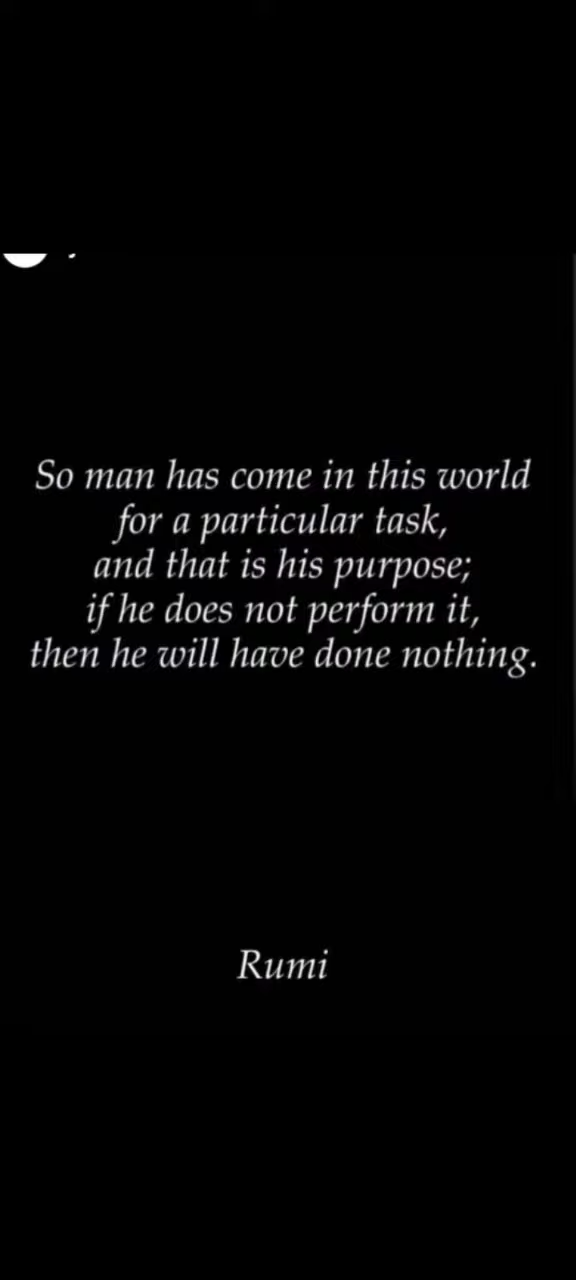 So man has come in this world
for a particular task,
and that is his purpose;
if he does not perform it,
then he will have done nothing.
Rumi